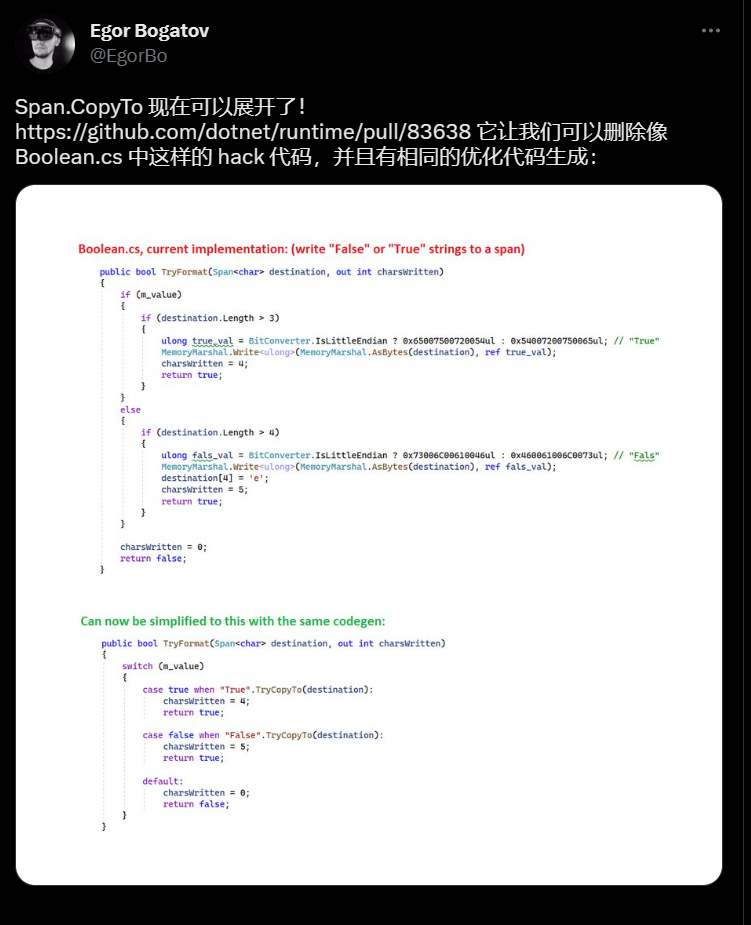 Egor Bogatov
@EgorBo
Span.CopyTo 现在可以展开了！
https://github.com/dotnet/runtime/pull/83638 它让我们可以删除像
Boolean.cs 中这样的 hack 代码，并且有相同的优化代码生成：
Boolean.cs, current implementation: (write "False" or "True" strings to a span)
public bool TryFormat(Span<char> destination, out int charsWritten)
{
if (m_value)
{
if (destination.Length > 3)
{
ulong true_val = BitConverter.IsLittleEndian ? 0x65007500720054ul : 0x54007200750065ul; // "True"
MemoryMarshal.Write<ulong>(MemoryMarshal.AsBytes(destination), ref true_val);
charsWritten = 4;
return true;
}
}
else
{
if (destination.Length > 4)
{
ulong fals_val = BitConverter.IsLittleEndian ? 0x73006C00610046ul : 0x460061006C0073ul; // "Fals"
MemoryMarshal.Write<ulong>(MemoryMarshal.AsBytes(destination), ref fals_val);
destination[4] = 'e';
charsWritten = 5;
return true;
}
}
charsWritten = 0;
return false;
}
Can now be simplified to this with the same codegen:
public bool TryFormat(Span<char> destination, out int charsWritten)
{
switch (m_value)
{
case true when "True".TryCopyTo(destination):
charsWritten = 4;
return true;
case false when "False".TryCopyTo(destination):
charsWritten = 5;
return true;
default:
charsWritten = 0;
return false;
}
}